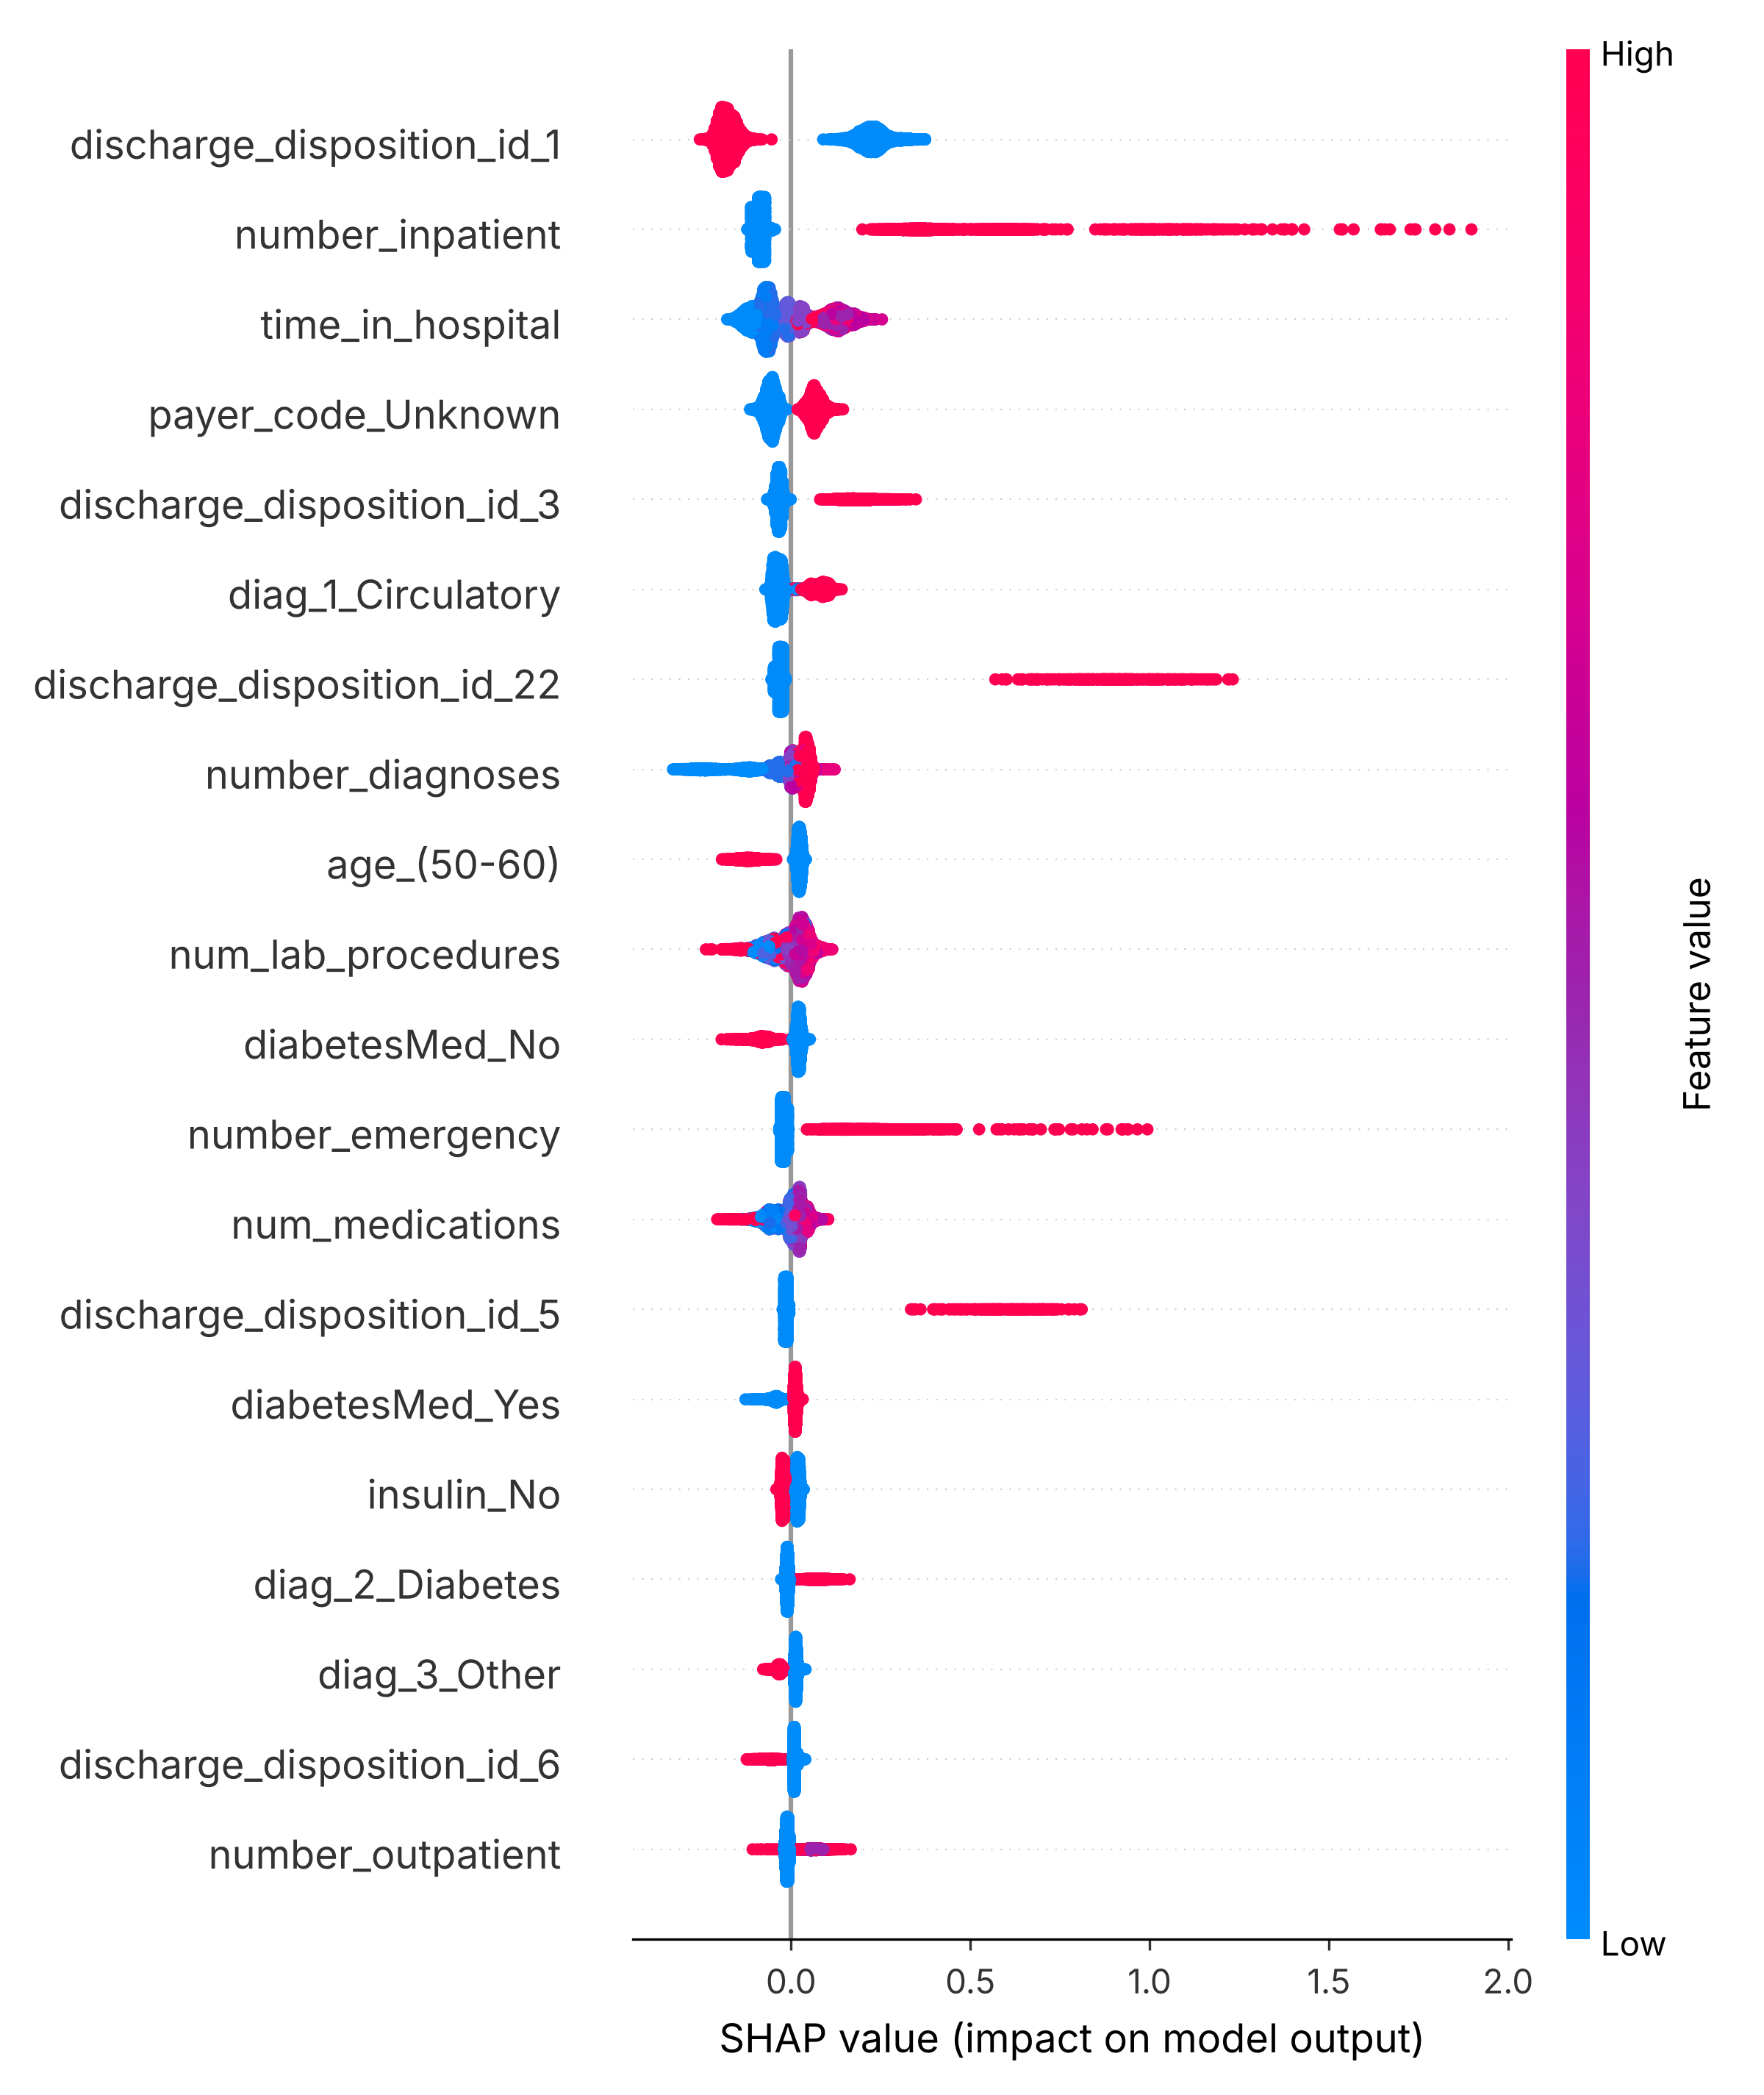 High
discharge_disposition_id_1
number_inpatient
time_in_hospital
payer_code_Unknown
discharge_disposition_id_3
diag_1_Circulatory
discharge_disposition_id_22
number_diagnoses
age_(50-60)
num_lab_procedures
diabetesMed_No
number_emergency
num_medications
discharge_disposition_id_5
diabetesMed_Yes
insulin_No
diag_2_Diabetes
diag_3_Other
discharge_disposition_id_6
number_outpatient
Feature value
Low
0.0 0.5 1.0 1.5 2.0
SHAP value (impact on model output)